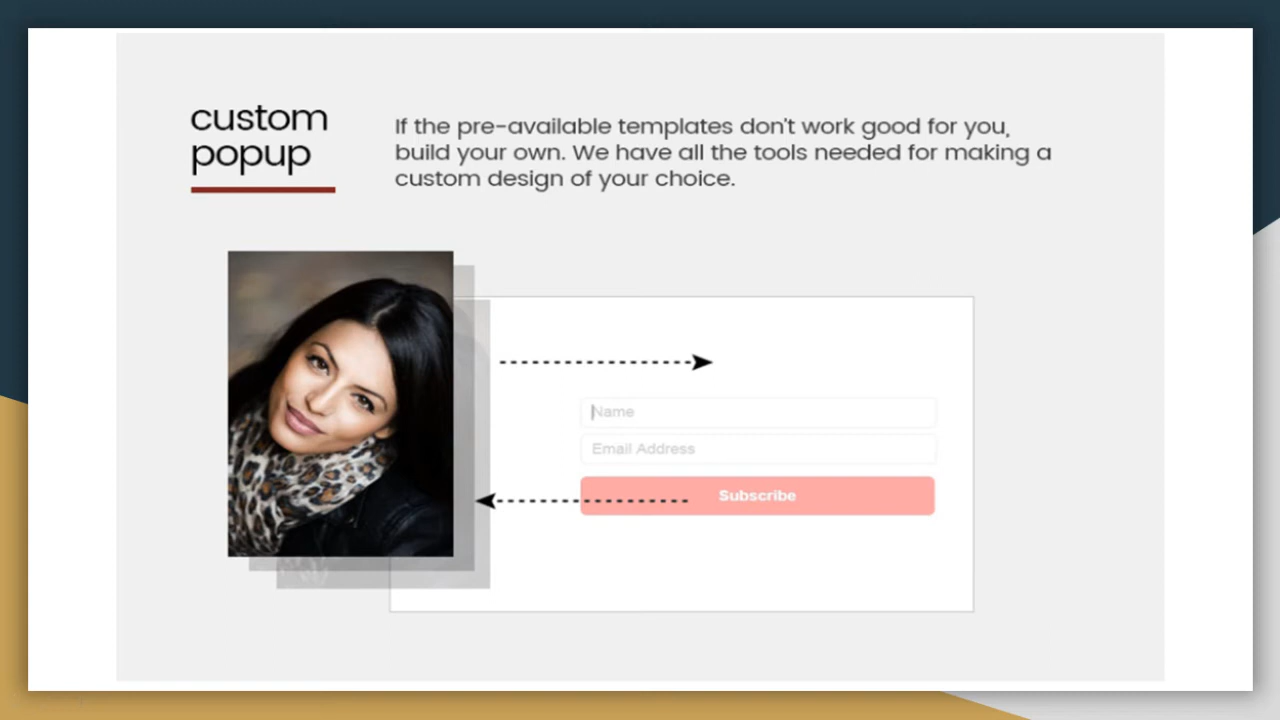 custom
popup
If the pre-available templates don't work good for you,
build your own. We have all the tools needed for making a
custom design of your choice.
Name
Email Address
Subscribe